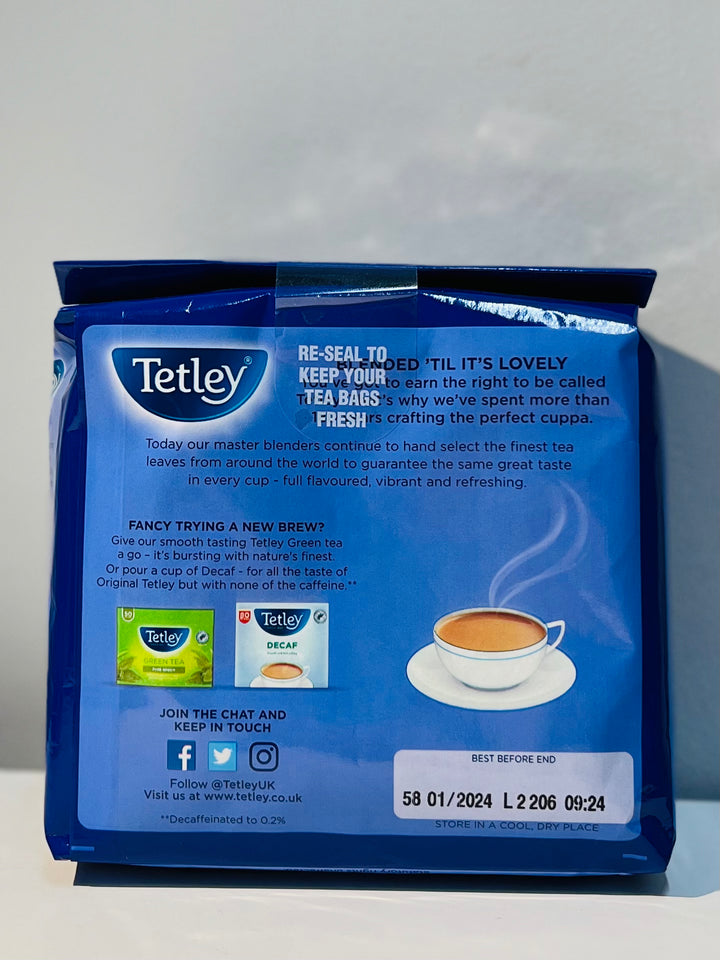 Tetley®
RE-SEAL TO
KEEP YOUR
TEA BAGS
FRESH
BLENDED 'TIL IT'S LOVELY
You've got to earn the right to be called
why we've spent more than
crafting the perfect cuppa.
Today our master blenders continue to hand select the finest tea
leaves from around the world to guarantee the same great taste
in every cup - full flavoured, vibrant and refreshing.
FANCY TRYING A NEW BREW?
Give our smooth tasting Tetley Green tea
a go - it's bursting with nature's finest.
Or pour a cup of Decaf - for all the taste of
Original Tetley but with none of the caffeine.**
50
Tetley
GREEN TEA
80
Tetley
DECAF
JOIN THE CHAT AND
KEEP IN TOUCH
Follow @TetleyUK
Visit us at www.tetley.co.uk
**Decaffeinated to 0.2%
BEST BEFORE END
58 01/2024 L 2 206 09:24
STORE IN A COOL, DRY PLACE